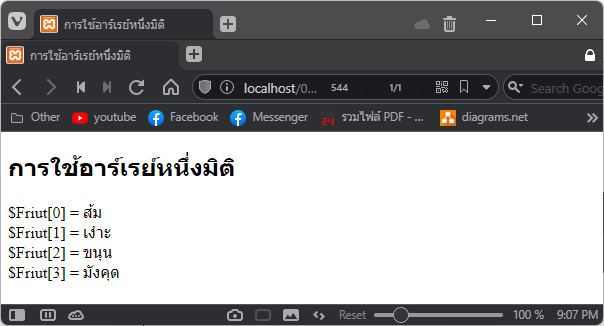 การใช้อาร์เรย์หนึ่งมิติ
การใช้อาร์เรย์หนึ่งมิติ
localhost/0... 544 1/1 Search Goog
Other youtube Facebook Messenger 24 รวมไฟล์ PDF - ... diagrams.net
การใช้อาร์เรย์หนึ่งมิติ
$Friut[0] = ส้ม
$Friut[1] = เงาะ
$Friut[2] = ขนุน
$Friut[3] = มังคุด
Reset 100 % 9:07 PM